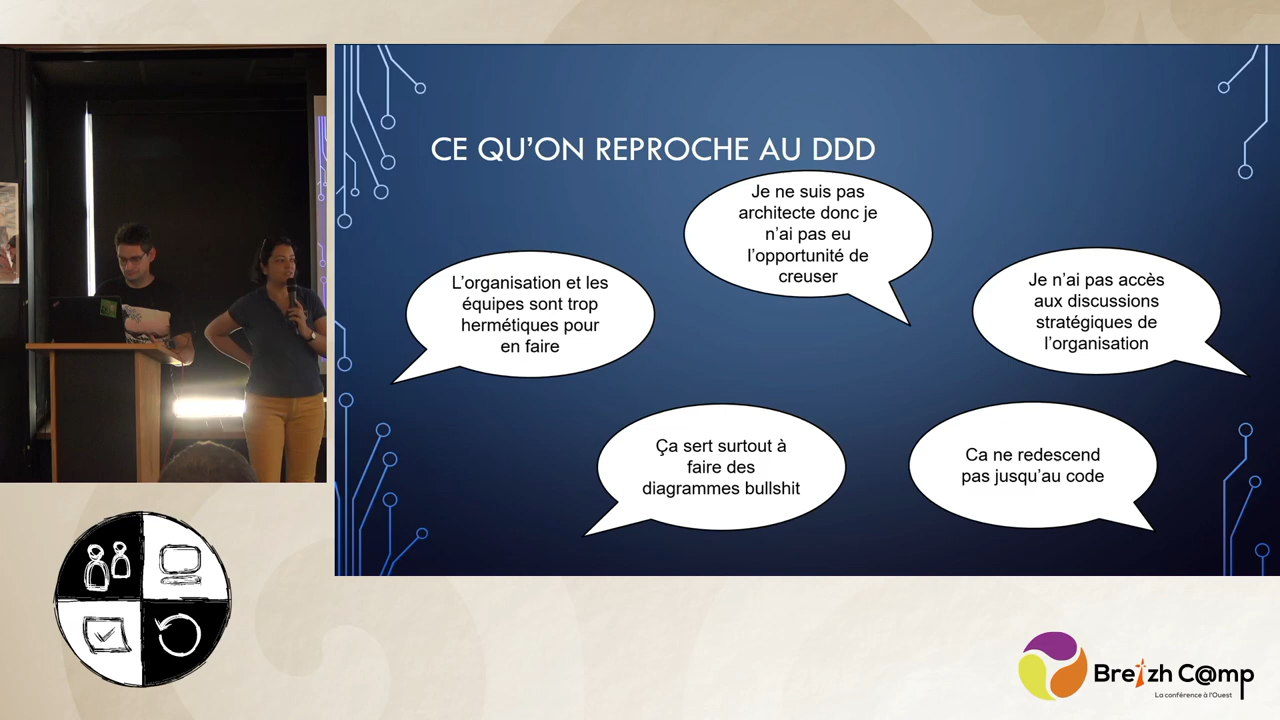 CE QU'ON REPROCHE AU DDD
Je ne suis pas
architecte donc je
n'ai pas eu
l'opportunité de
creuser
L'organisation et les
équipes sont trop
hermétiques pour
en faire
Je n'ai pas accès
aux discussions
stratégiques de
l'organisation
Ça sert surtout à
faire des
diagrammes bullshit
Ca ne redescend
pas jusqu'au code
Breizh C@mp
La conférence à l'Ouest